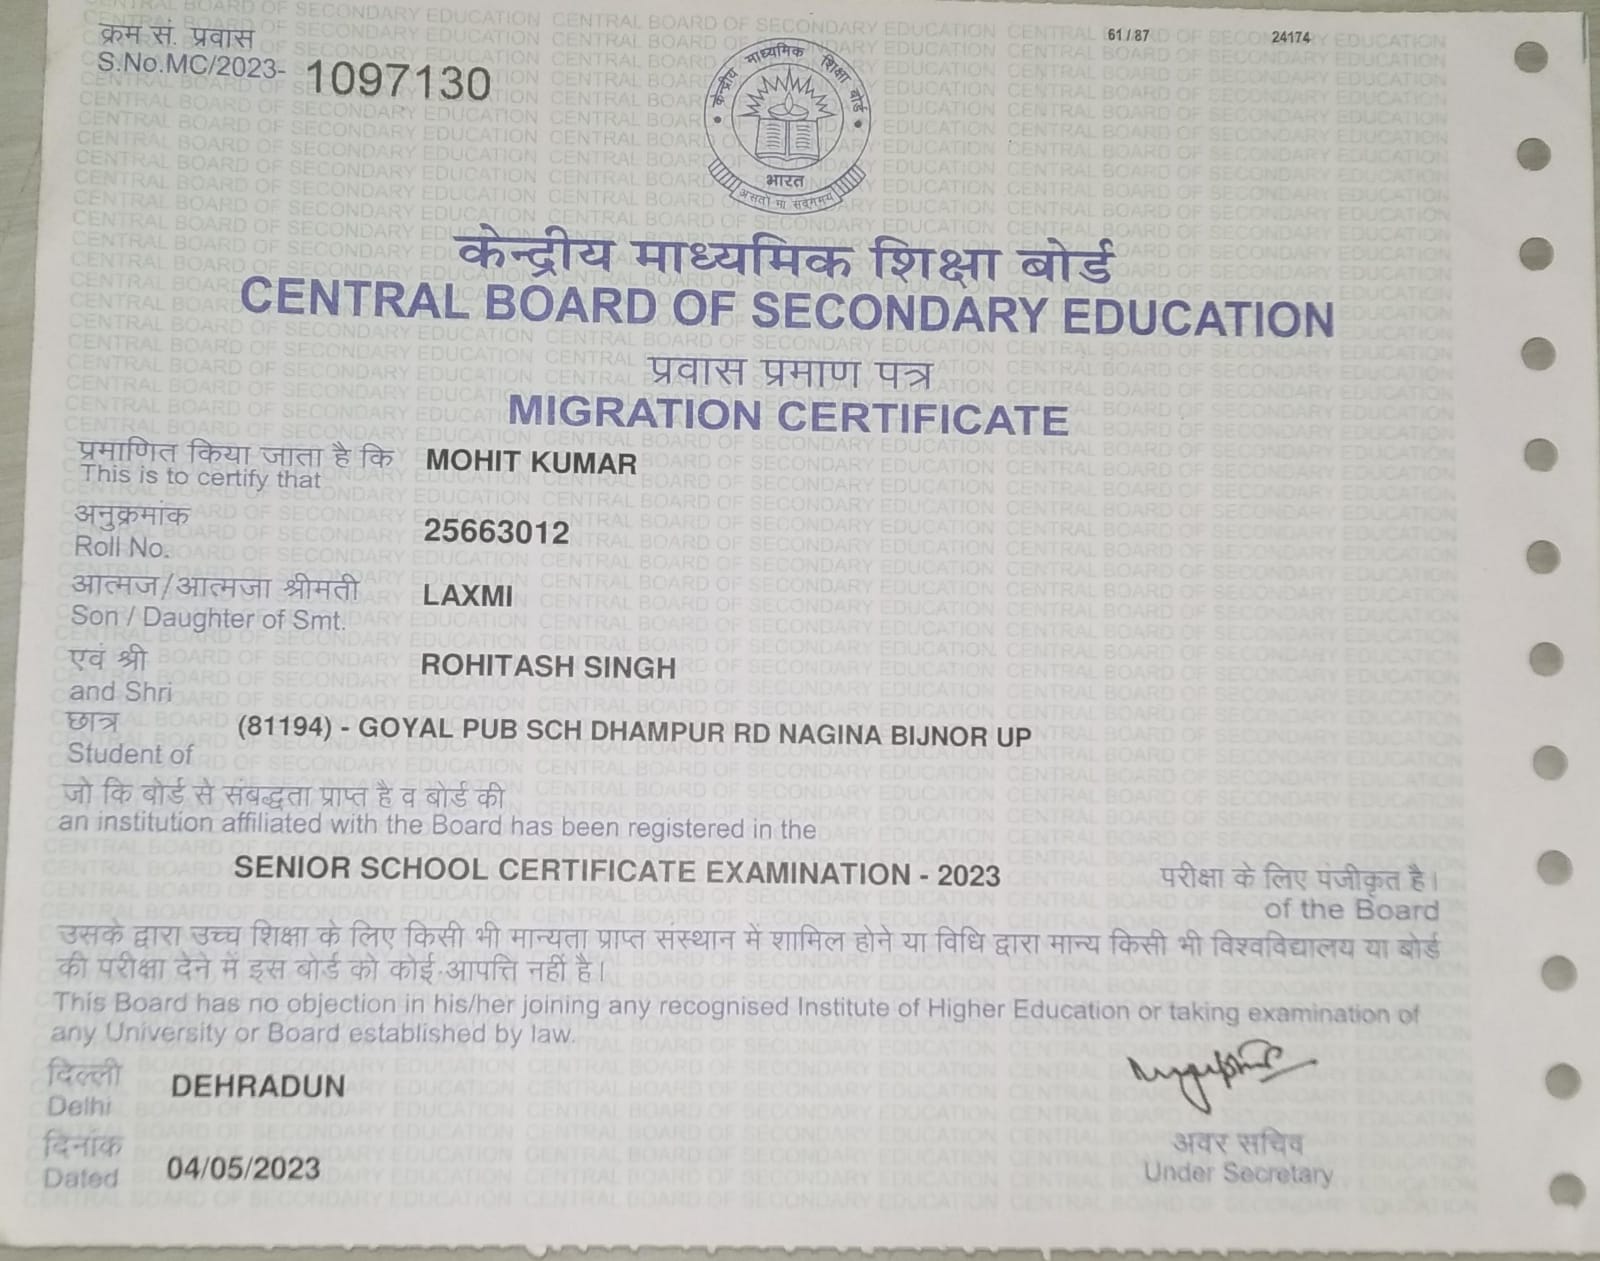 क्रम सं. प्रवास
S.No.MC/2023- 1097130
61 / 87 24174
केन्द्रीय माध्यमिक शिक्षा बोर्ड
भारत
असतो मा सद्गमय
केन्द्रीय माध्यमिक शिक्षा बोर्ड
CENTRAL BOARD OF SECONDARY EDUCATION
प्रवास प्रमाण पत्र
MIGRATION CERTIFICATE
प्रमाणित किया जाता है कि MOHIT KUMAR
This is to certify that
अनुक्रमांक 25663012
Roll No.
आत्मज/आत्मजा श्रीमती LAXMI
Son / Daughter of Smt.
एवं श्री ROHITASH SINGH
and Shri
छात्र (81194) - GOYAL PUB SCH DHAMPUR RD NAGINA BIJNOR UP
Student of
जो कि बोर्ड से संबद्धता प्राप्त है व बोर्ड की
an institution affiliated with the Board has been registered in the
SENIOR SCHOOL CERTIFICATE EXAMINATION - 2023 परीक्षा के लिए पंजीकृत है।
of the Board
उसके द्वारा उच्च शिक्षा के लिए किसी भी मान्यता प्राप्त संस्थान में शामिल होने या विधि द्वारा मान्य किसी भी विश्वविद्यालय या बोर्ड
की परीक्षा देने में इस बोर्ड को कोई आपत्ति नहीं है।
This Board has no objection in his/her joining any recognised Institute of Higher Education or taking examination of
any University or Board established by law.
दिल्ली DEHRADUN
Delhi
दिनांक 04/05/2023
Dated
अवर सचिव
Under Secretary